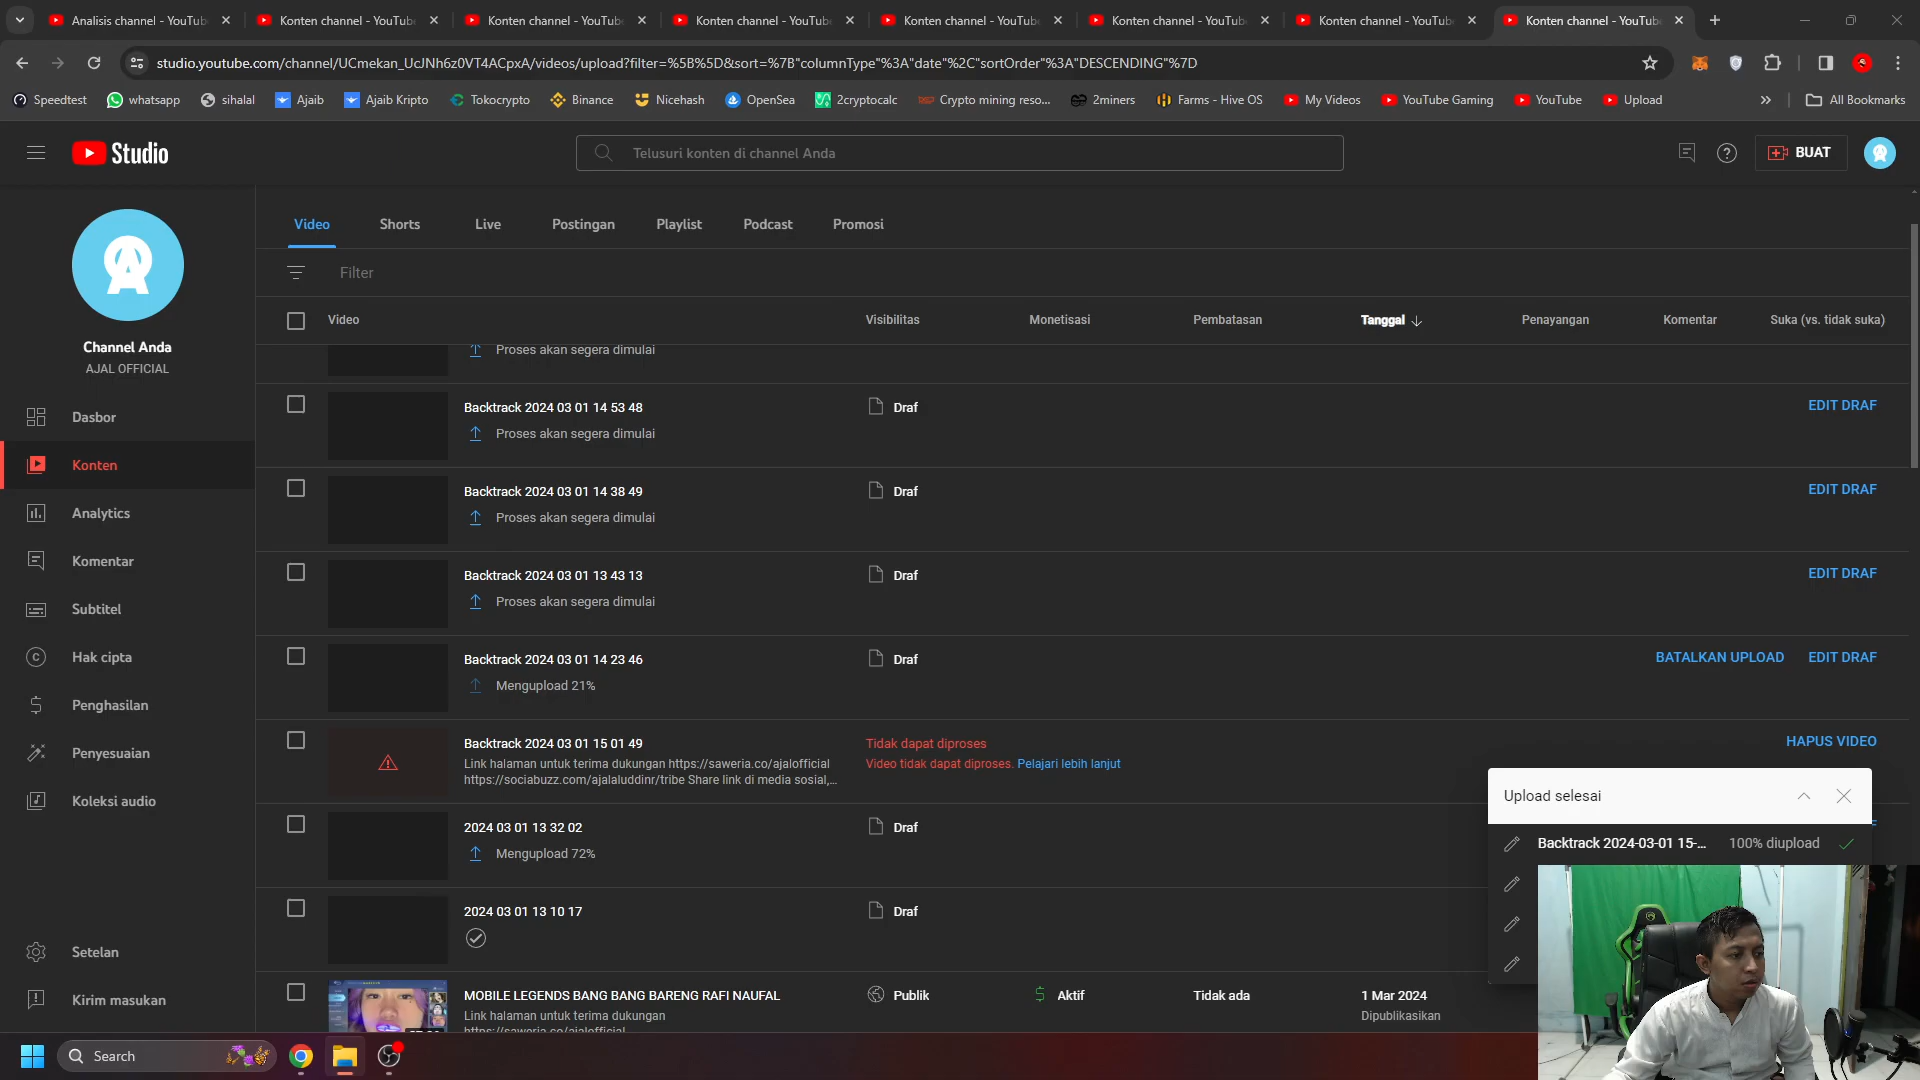 Analisis channel - YouTub
Konten channel - YouTub
Konten channel - YouTub
Konten channel - YouTub
Konten channel - YouTub
Konten channel - YouTub
Konten channel - YouTub
Konten channel - YouTub
studio.youtube.com/channel/UCmekan_UcJNh6z0VT4ACpxA/videos/upload?filter=%5B%5D&sort=%7B"columnType"%3A"date"%2C"sortOrder"%3A"DESCENDING"%7D
Speedtest
whatsapp
sihalal
Ajaib
Ajaib Kripto
Tokocrypto
Binance
Nicehash
OpenSea
2cryptocalc
Crypto mining reso...
2miners
Farms - Hive OS
My Videos
YouTube Gaming
YouTube
Upload
All Bookmarks
Studio
Telusuri konten di channel Anda
BUAT
Channel Anda
AJAL OFFICIAL
Dasbor
Konten
Analytics
Komentar
Subtitel
Hak cipta
Penghasilan
Penyesuaian
Koleksi audio
Setelan
Kirim masukan
Video
Shorts
Live
Postingan
Playlist
Podcast
Promosi
Filter
Video
Visibilitas
Monetisasi
Pembatasan
Tanggal
Penayangan
Komentar
Suka (vs. tidak suka)
Proses akan segera dimulai
Backtrack 2024 03 01 14 53 48
Draf
EDIT DRAF
Proses akan segera dimulai
Backtrack 2024 03 01 14 38 49
Draf
EDIT DRAF
Proses akan segera dimulai
Backtrack 2024 03 01 13 43 13
Draf
EDIT DRAF
Proses akan segera dimulai
Backtrack 2024 03 01 14 23 46
Draf
BATALKAN UPLOAD
EDIT DRAF
Mengupload 21%
Backtrack 2024 03 01 15 01 49
Tidak dapat diproses
HAPUS VIDEO
Link halaman untuk terima dukungan https://saweria.co/ajalofficial
Video tidak dapat diproses. Pelajari lebih lanjut
https://sociabuzz.com/ajalaluddinr/tribe Share link di media sosial,...
2024 03 01 13 32 02
Draf
Mengupload 72%
2024 03 01 13 10 17
Draf
MOBILE LEGENDS BANG BANG BARENG RAFI NAUFAL
Publik
Aktif
Tidak ada
1 Mar 2024
Link halaman untuk terima dukungan
Dipublikasikan
https://saweria.co/ajalofficial
Upload selesai
Backtrack 2024-03-01 15-...
100% diupload
Search